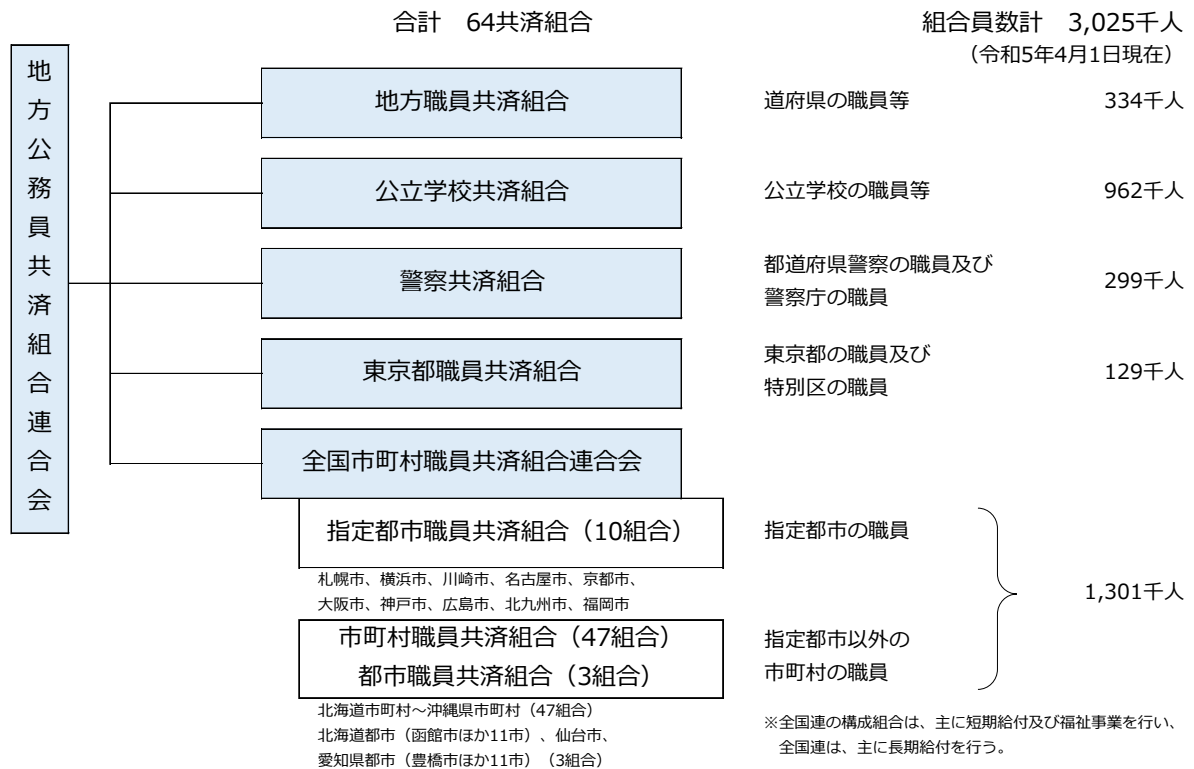 合計　64共済組合
組合員数計　3,025千人
（令和5年4月1日現在）
地方公務員共済組合連合会
地方職員共済組合
道府県の職員等
334千人
公立学校共済組合
公立学校の職員等
962千人
警察共済組合
都道府県警察の職員及び
警察庁の職員
299千人
東京都職員共済組合
東京都の職員及び
特別区の職員
129千人
全国市町村職員共済組合連合会
指定都市職員共済組合（10組合）
指定都市の職員
札幌市、横浜市、川崎市、名古屋市、京都市、
大阪市、神戸市、広島市、北九州市、福岡市
1,301千人
市町村職員共済組合（47組合）
都市職員共済組合（3組合）
指定都市以外の
市町村の職員
北海道市町村～沖縄県市町村（47組合）
北海道都市（函館市ほか11市）、仙台市、
愛知県都市（豊橋市ほか11市）（3組合）
※全国連の構成組合は、主に短期給付及び福祉事業を行い、
全国連は、主に長期給付を行う。